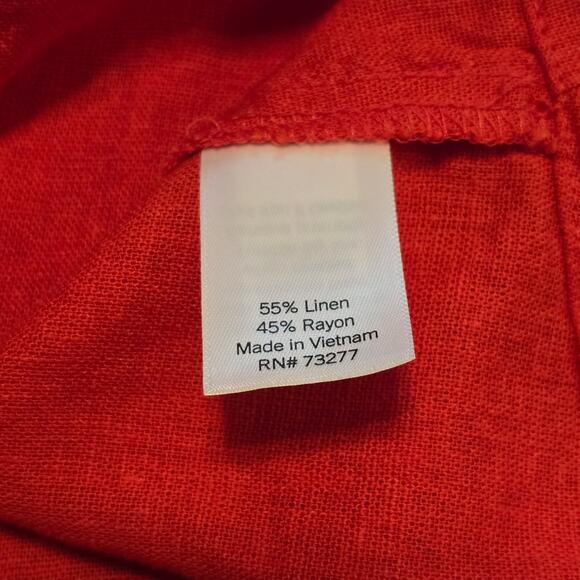 55% Linen
45% Rayon
Made in Vietnam
RN# 73277